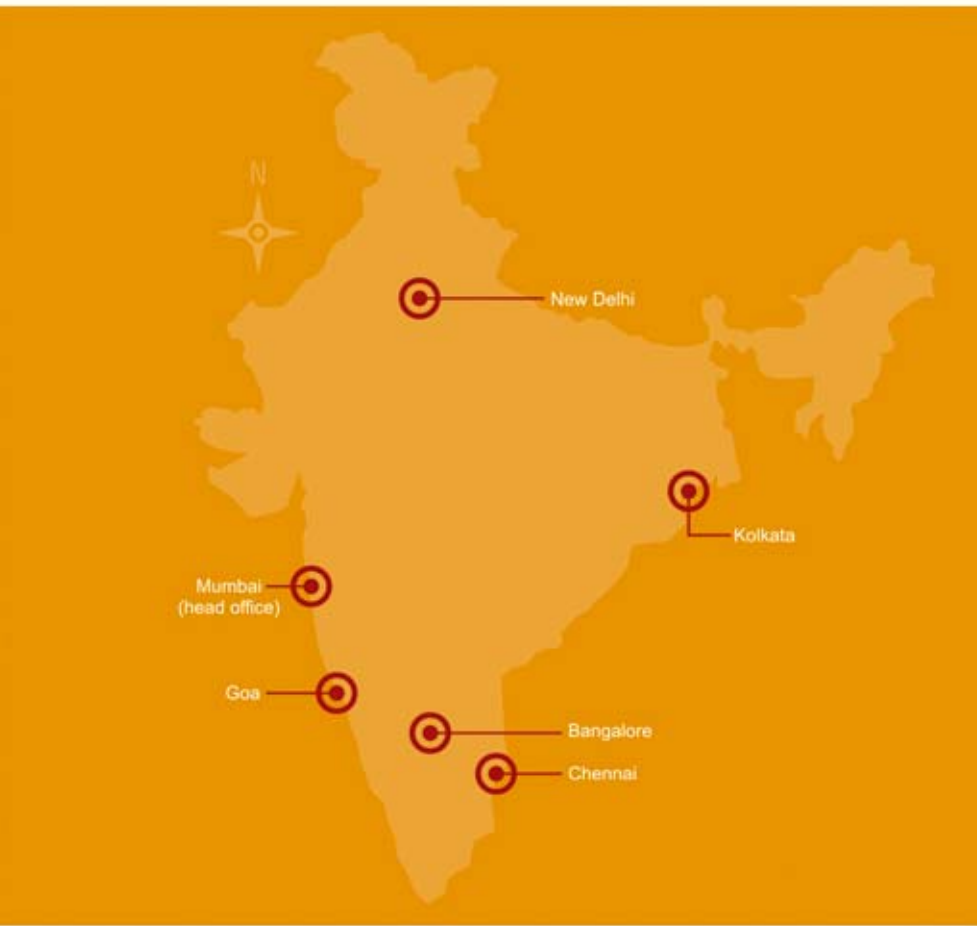 N
New Delhi
Kolkata
Mumbai
(head office)
Goa
Bangalore
Chennai